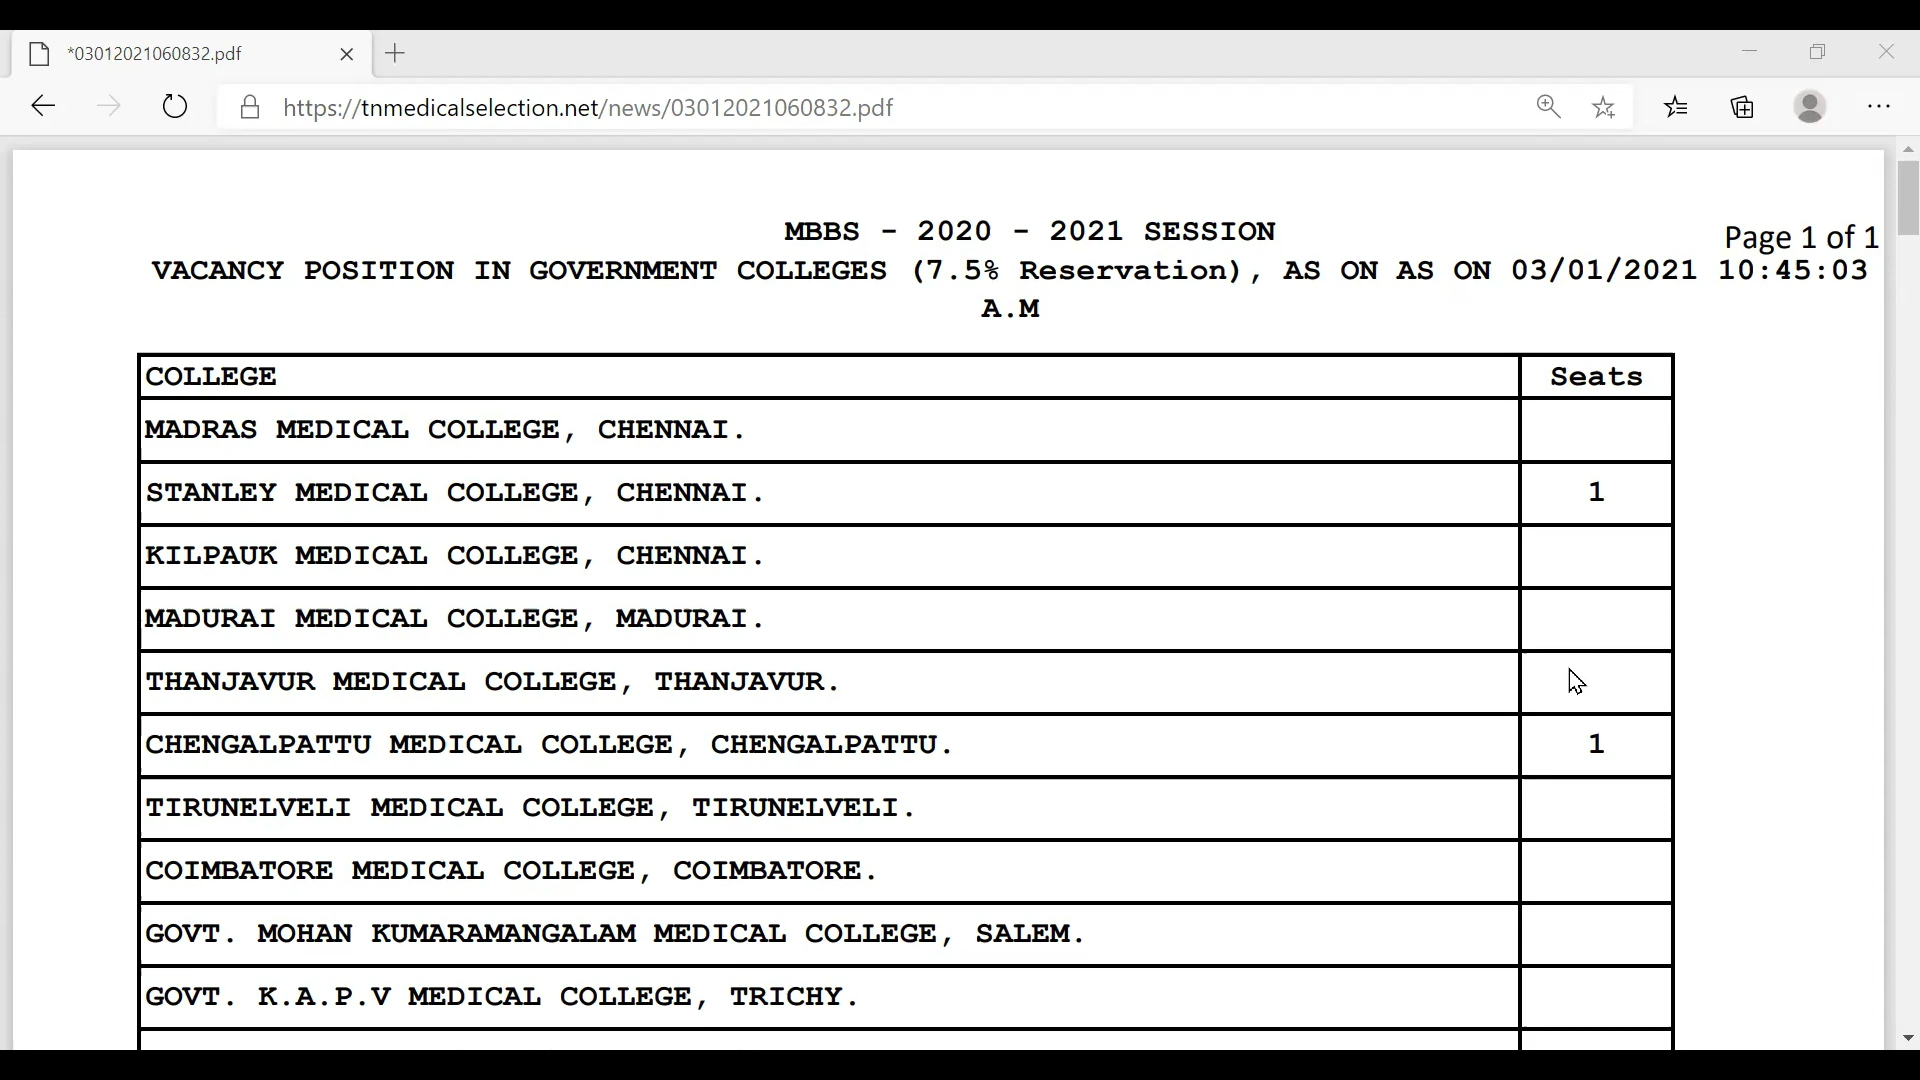 *03012021060832.pdf
https://tnmedicalselection.net/news/03012021060832.pdf
MBBS - 2020 - 2021 SESSION
Page 1 of 1
VACANCY POSITION IN GOVERNMENT COLLEGES (7.5% Reservation), AS ON AS ON 03/01/2021 10:45:03
A.M
COLLEGE Seats
MADRAS MEDICAL COLLEGE, CHENNAI.
STANLEY MEDICAL COLLEGE, CHENNAI. 1
KILPAUK MEDICAL COLLEGE, CHENNAI.
MADURAI MEDICAL COLLEGE, MADURAI.
THANJAVUR MEDICAL COLLEGE, THANJAVUR.
CHENGALPATTU MEDICAL COLLEGE, CHENGALPATTU. 1
TIRUNELVELI MEDICAL COLLEGE, TIRUNELVELI.
COIMBATORE MEDICAL COLLEGE, COIMBATORE.
GOVT. MOHAN KUMARAMANGALAM MEDICAL COLLEGE, SALEM.
GOVT. K.A.P.V MEDICAL COLLEGE, TRICHY.